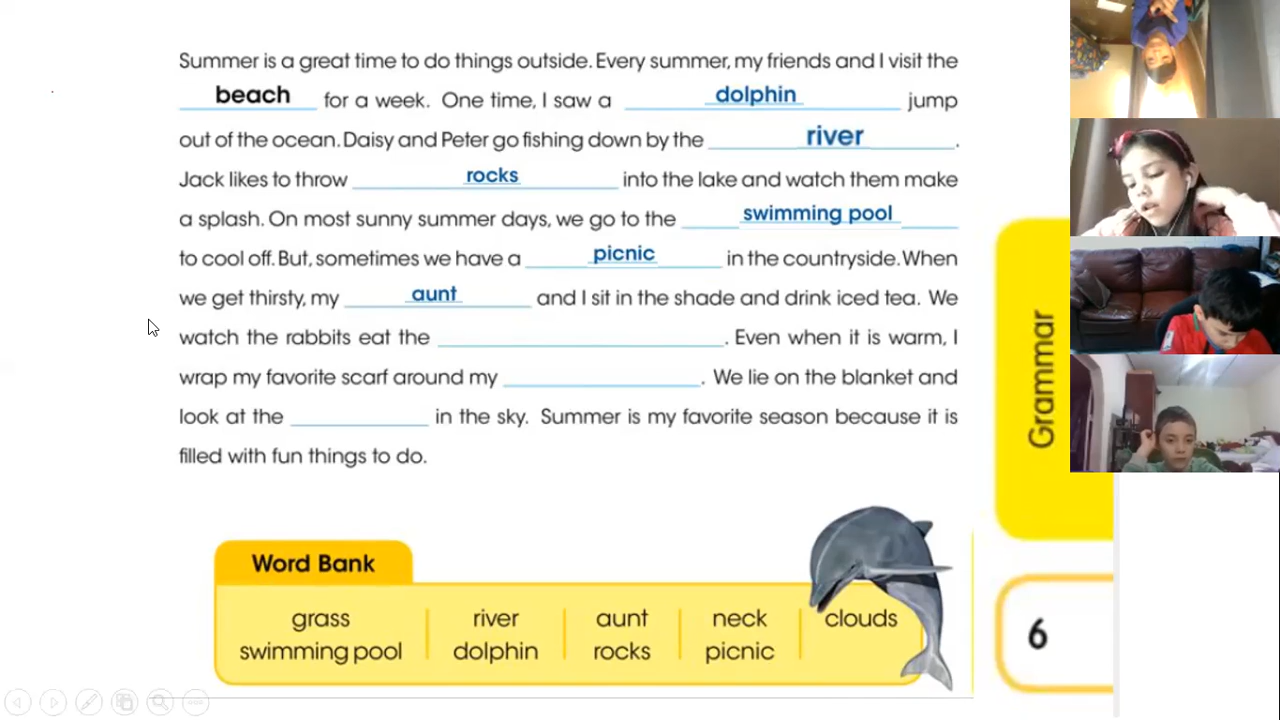 Summer is a great time to do things outside. Every summer, my friends and I visit the
beach for a week. One time, I saw a dolphin jump
out of the ocean. Daisy and Peter go fishing down by the river.
Jack likes to throw rocks into the lake and watch them make
a splash. On most sunny summer days, we go to the swimming pool
to cool off. But, sometimes we have a picnic in the countryside. When
we get thirsty, my aunt and I sit in the shade and drink iced tea. We
watch the rabbits eat the . Even when it is warm, I
wrap my favorite scarf around my . We lie on the blanket and
look at the in the sky. Summer is my favorite season because it is
filled with fun things to do.
Grammar
Word Bank
grass river aunt neck clouds
swimming pool dolphin rocks picnic
6